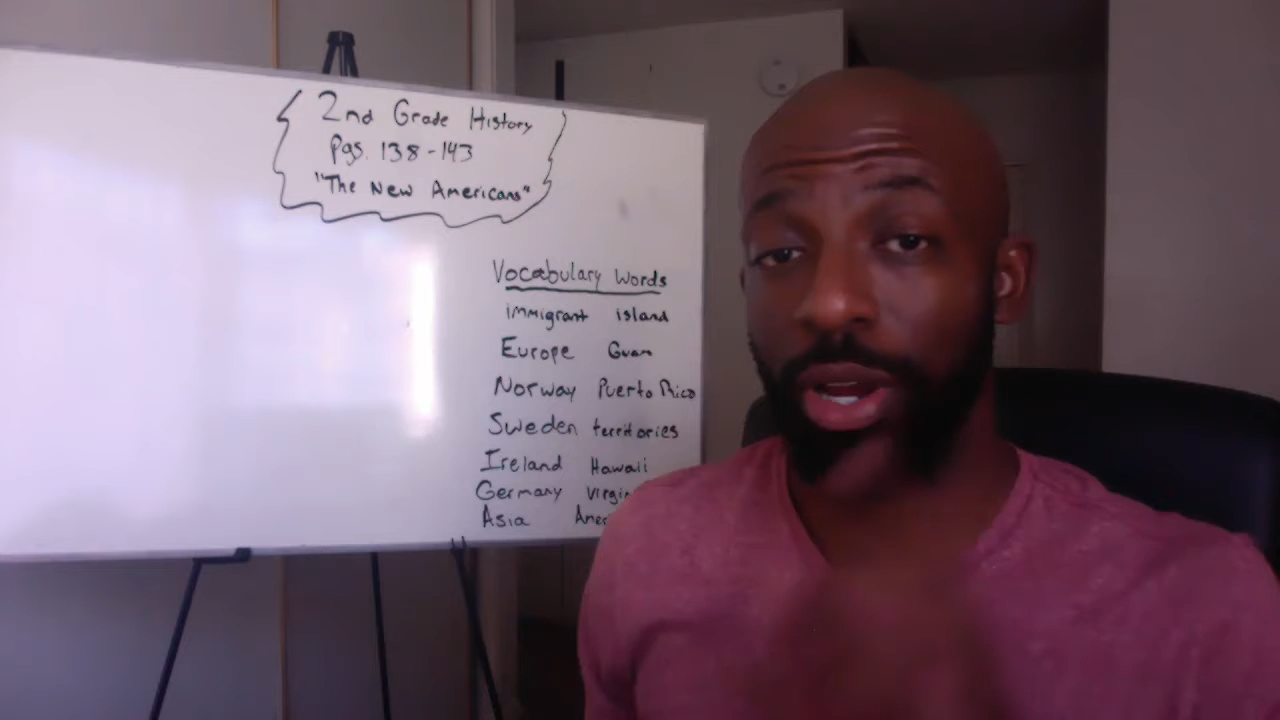 2nd Grade History
Pgs. 138-143
"The New Americans"
Vocabulary Words
immigrant island
Europe Guam
Norway Puerto Rico
Sweden territories
Ireland Hawaii
Germany
Asia